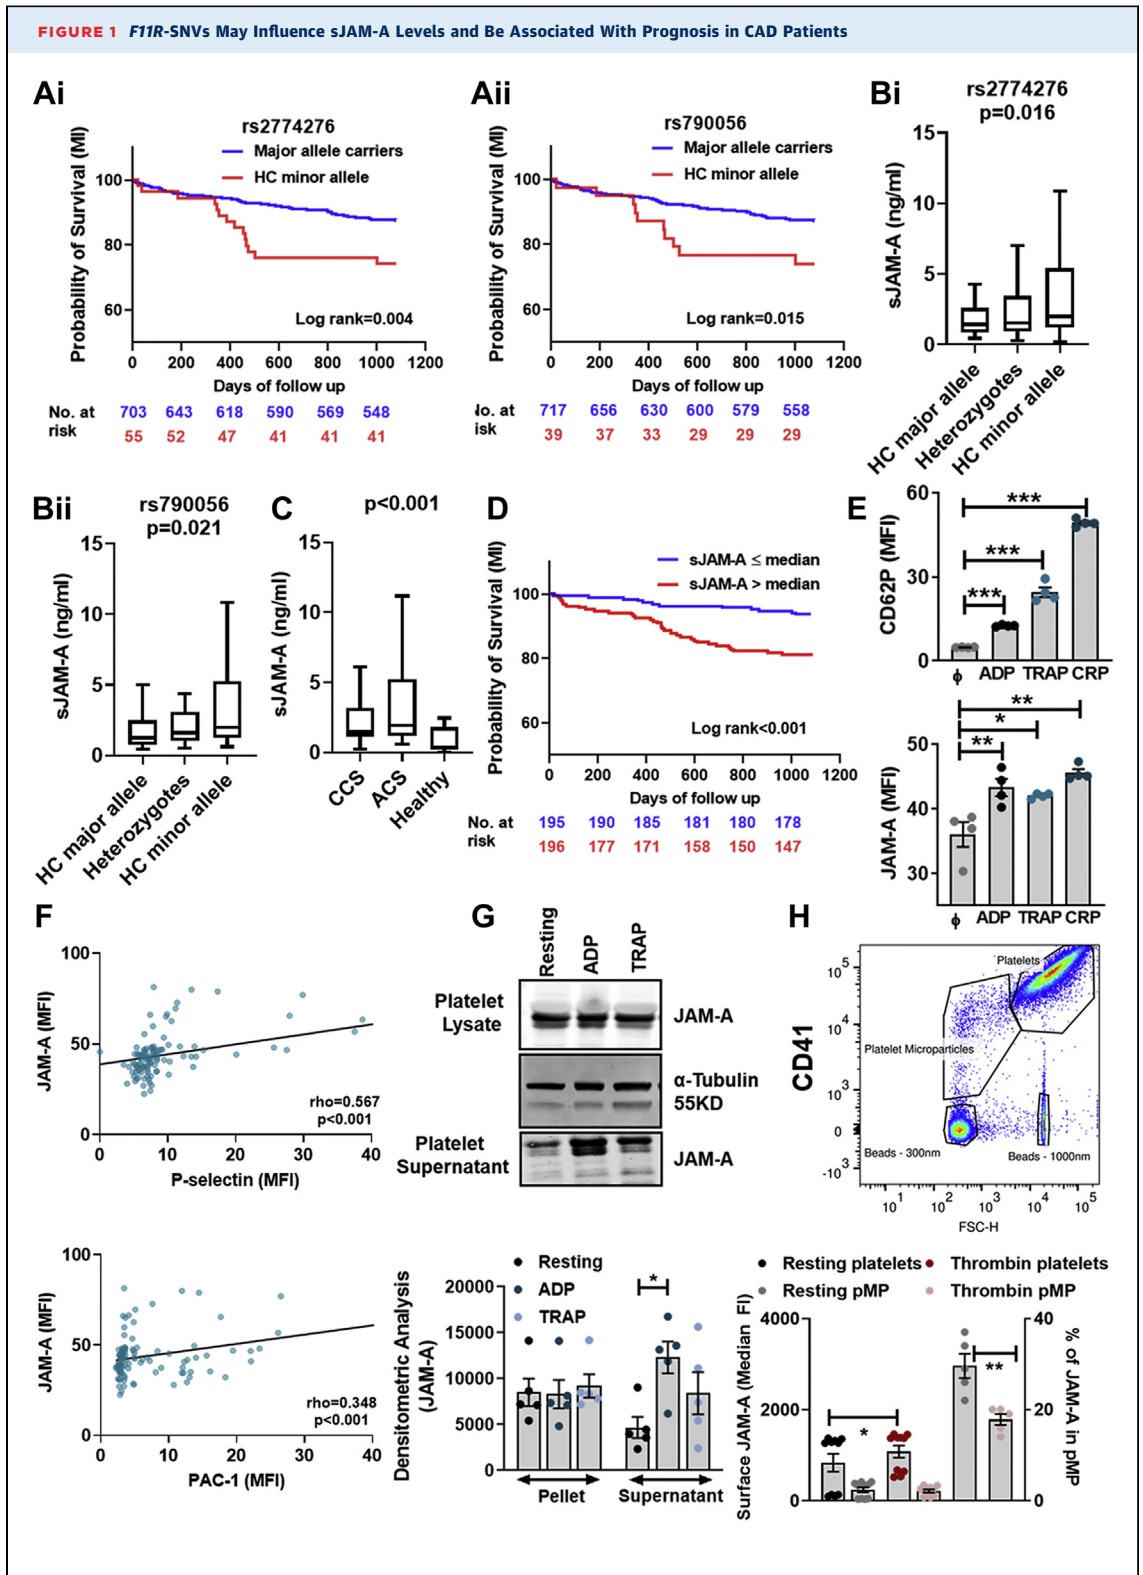 FIGURE 1 F11R-SNVs May Influence sJAM-A Levels and Be Associated With Prognosis in CAD Patients
Ai
rs2774276
Major allele carriers
HC minor allele
Probability of Survival (MI)
100
80
60
Log rank=0.004
0 200 400 600 800 1000 1200
Days of follow up
No. at risk
703 643 618 590 569 548
55 52 47 41 41 41
Aii
rs790056
Major allele carriers
HC minor allele
Probability of Survival (MI)
100
80
60
Log rank=0.015
0 200 400 600 800 1000 1200
Days of follow up
No. at
isk
717 656 630 600 579 558
39 37 33 29 29 29
Bi
rs2774276
p=0.016
sJAM-A (ng/ml)
15
10
5
0
HC major allele
Heterozygotes
HC minor allele
Bii
rs790056
p=0.021
sJAM-A (ng/ml)
15
10
5
0
HC major allele
Heterozygotes
HC minor allele
C
p<0.001
sJAM-A (ng/ml)
15
10
5
0
CCS
ACS
Healthy
D
sJAM-A ≤ median
sJAM-A > median
Probability of Survival (MI)
100
80
60
Log rank<0.001
0 200 400 600 800 1000 1200
Days of follow up
No. at risk
195 190 185 181 180 178
196 177 171 158 150 147
E
CD62P (MFI)
60
30
0
***
***
***
ϕ ADP TRAP CRP
JAM-A (MFI)
50
40
30
**
*
**
ϕ ADP TRAP CRP
F
JAM-A (MFI)
100
50
0
rho=0.567
p<0.001
0 10 20 30 40
P-selectin (MFI)
JAM-A (MFI)
100
50
0
rho=0.348
p<0.001
0 10 20 30 40
PAC-1 (MFI)
G
Resting ADP TRAP
Platelet Lysate
JAM-A
α-Tubulin
55KD
Platelet Supernatant
JAM-A
Resting
ADP
TRAP
Densitometric Analysis (JAM-A)
20000
15000
10000
5000
0
*
Pellet Supernatant
H
CD41
10⁵
10⁴
10³
0
-10³
Platelets
Platelet Microparticles
Beads - 300nm
Beads - 1000nm
10¹ 10² 10³ 10⁴ 10⁵
FSC-H
Resting platelets Thrombin platelets
Resting pMP Thrombin pMP
Surface JAM-A (Median FI)
4000
2000
0
*
**
40
20
0
% of JAM-A in pMP